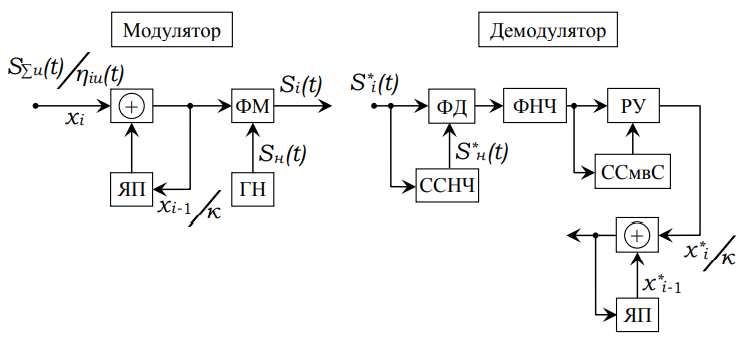 Модулятор
Демодулятор
S∑u(t)/ηiu(t)
xi
+
ЯП
xi-1/κ
ФМ
Si(t)
Sн(t)
ГН
S*i(t)
ФД
ФНЧ
РУ
S*н(t)
ССНЧ
ССмвС
+
x*i/κ
x*i-1
ЯП